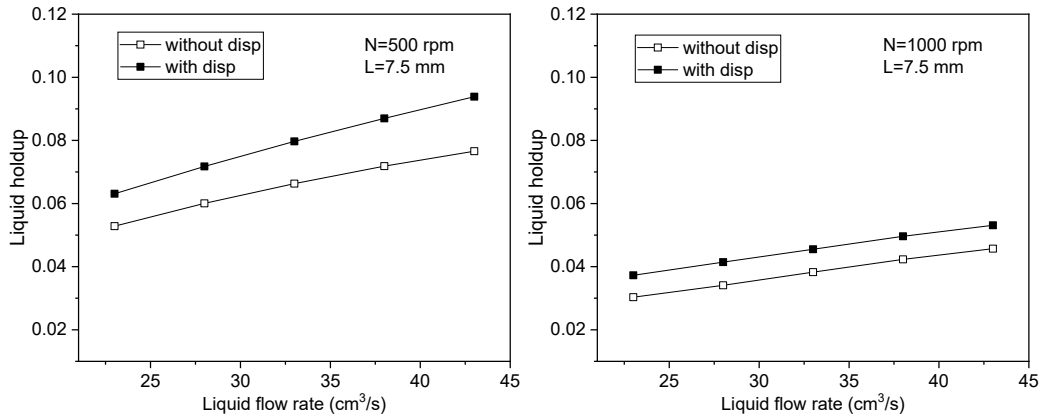 0.12
0.10
0.08
0.06
0.04
0.02
Liquid holdup
without disp
with disp
N=500 rpm
L=7.5 mm
25 30 35 40 45
Liquid flow rate (cm³/s)
0.12
0.10
0.08
0.06
0.04
0.02
Liquid holdup
without disp
with disp
N=1000 rpm
L=7.5 mm
25 30 35 40 45
Liquid flow rate (cm³/s)